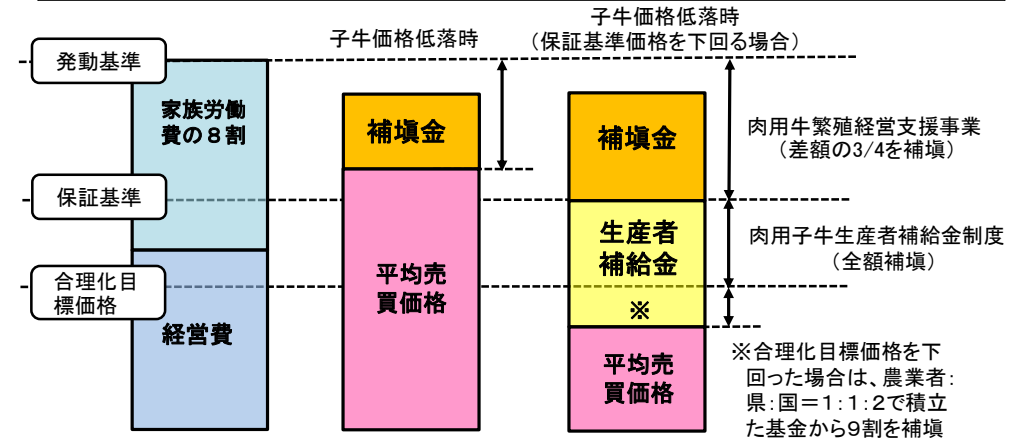 子牛価格低落時
子牛価格低落時
（保証基準価格を下回る場合）
発動基準
家族労働
費の８割
補塡金
補塡金
肉用牛繁殖経営支援事業
（差額の3/4を補塡）
保証基準
生産者
補給金
※
肉用子牛生産者補給金制度
（全額補塡）
合理化目
標価格
平均売
買価格
経営費
平均売
買価格
※合理化目標価格を下
回った場合は、農業者：
県：国＝１：１：２で積立
た基金から９割を補塡